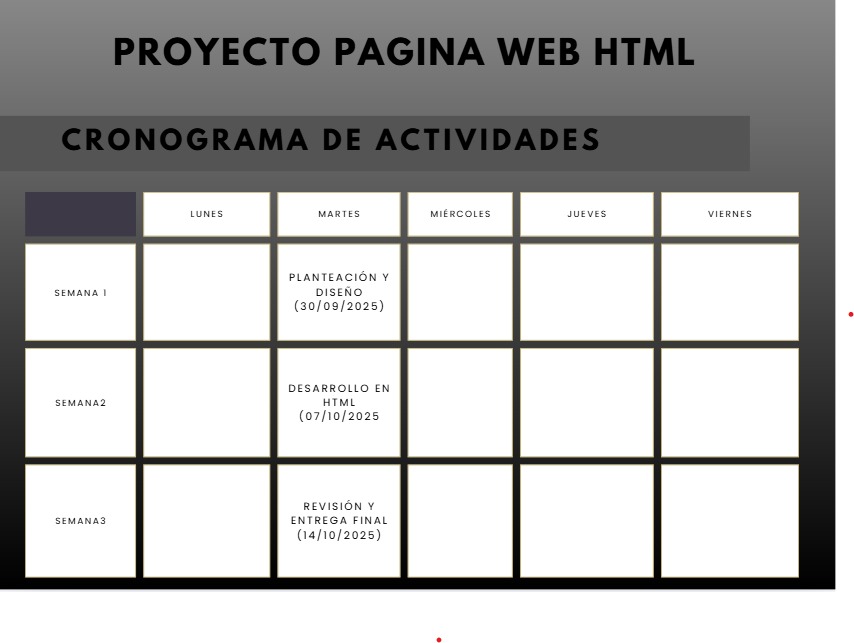 PROYECTO PAGINA WEB HTML
CRONOGRAMA DE ACTIVIDADES
LUNES
MARTES
MIÉRCOLES
JUEVES
VIERNES
SEMANA 1
PLANTEACIÓN Y
DISEÑO
(30/09/2025)
SEMANA2
DESARROLLO EN
HTML
(07/10/2025
SEMANA3
REVISIÓN Y
ENTREGA FINAL
(14/10/2025)